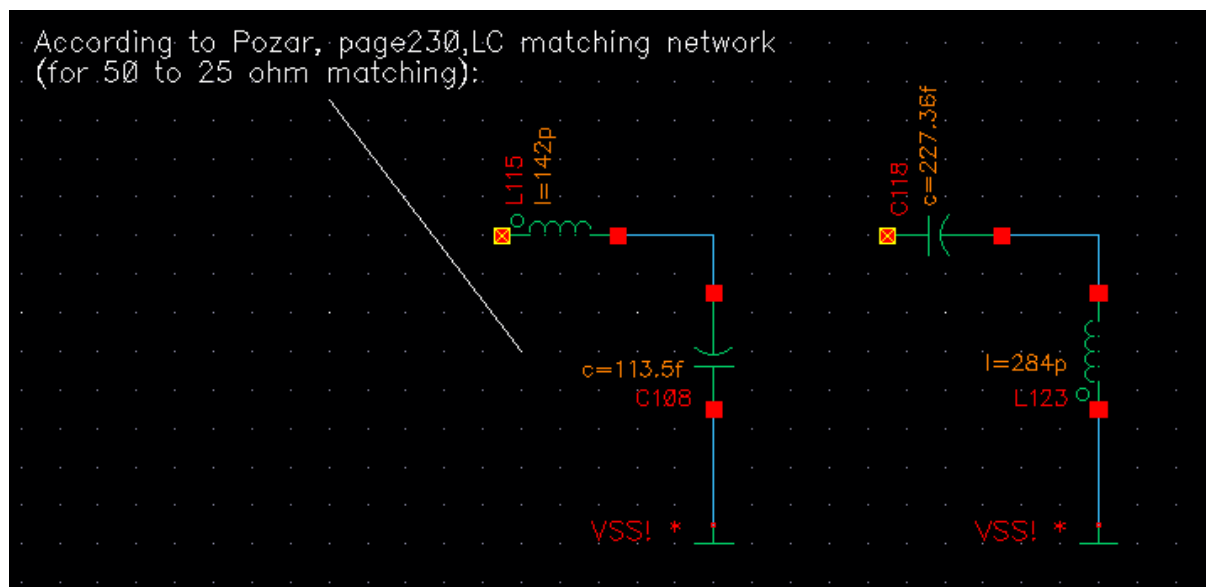 According to Pozar, page230,LC matching network
(for 50 to 25 ohm matching):
L115
l=142p
c=113.5f
C108
VSS! *
C118
c=227.36f
l=284p
L123
VSS! *